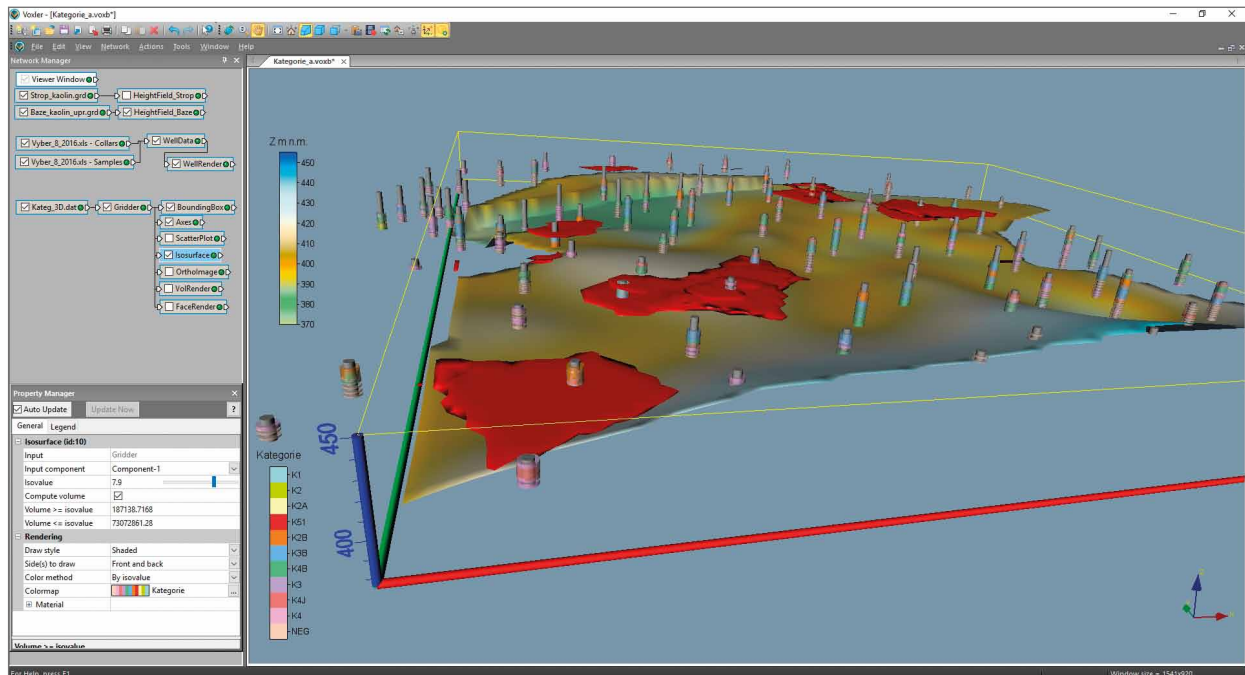 Voxler - [Kategorie_a.voxb*]
File Edit View Network Actions Tools Window Help
Network Manager
Kategorie_a.voxb*
Viewer Window
Strop_kaolin.grd
HeightField_Strop
Baze_kaolin_upr.grd
HeightField_Baze
Vyber_8_2016.xls - Collars
WellData
Vyber_8_2016.xls - Samples
WellRender
Kateg_3D.dat
Gridder
BoundingBox
Axes
ScatterPlot
Isosurface
OrthoImage
VolRender
FaceRender
Property Manager
Auto Update
Update Now
?
General Legend
Isosurface (id:10)
Input Gridder
Input component Component-1
Isovalue 7.9
Compute volume
Volume >= isovalue 187138.7168
Volume <= isovalue 73072861.28
Rendering
Draw style Shaded
Side(s) to draw Front and back
Color method By isovalue
Colormap Kategorie ...
Material
Volume >= isovalue
For Help, press F1
Window size = 1541x920
Z m n.m.
450
440
430
420
410
400
390
380
370
450
400
Kategorie
K1
K2
K2A
K51
K2B
K3B
K4B
K3
K4J
K4
NEG